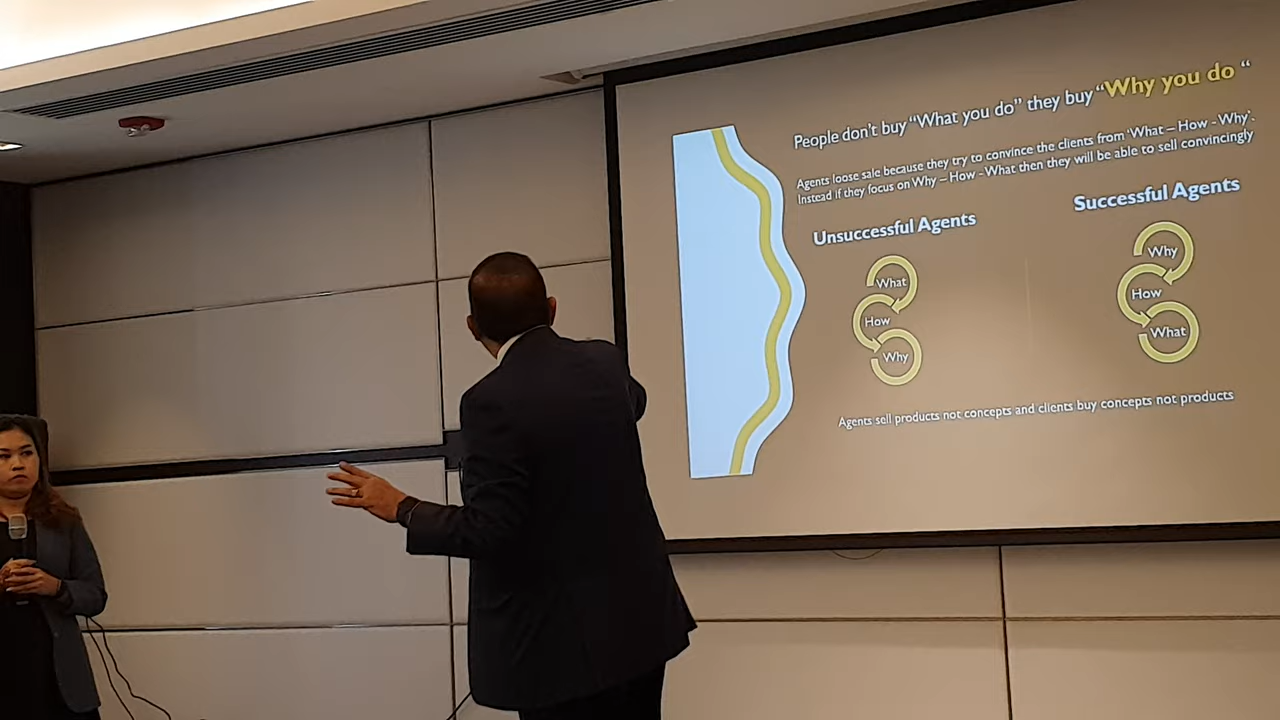 People don't buy “What you do” they buy “Why you do “
Agents loose sale because they try to convince the clients from ‘What – How - Why’.
Instead if they focus on Why – How - What then they will be able to sell convincingly
Unsuccessful Agents
What
How
Why
Successful Agents
Why
How
What
Agents sell products not concepts and clients buy concepts not products